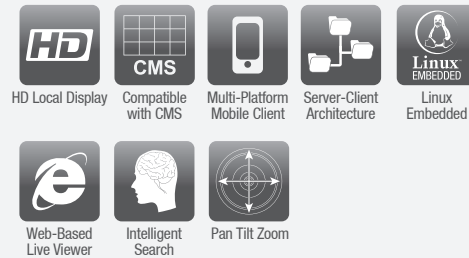 HD
CMS
Linux
EMBEDDED
HD Local Display
Compatible
with CMS
Multi-Platform
Mobile Client
Server-Client
Architecture
Linux
Embedded
Web-Based
Live Viewer
Intelligent
Search
Pan Tilt Zoom